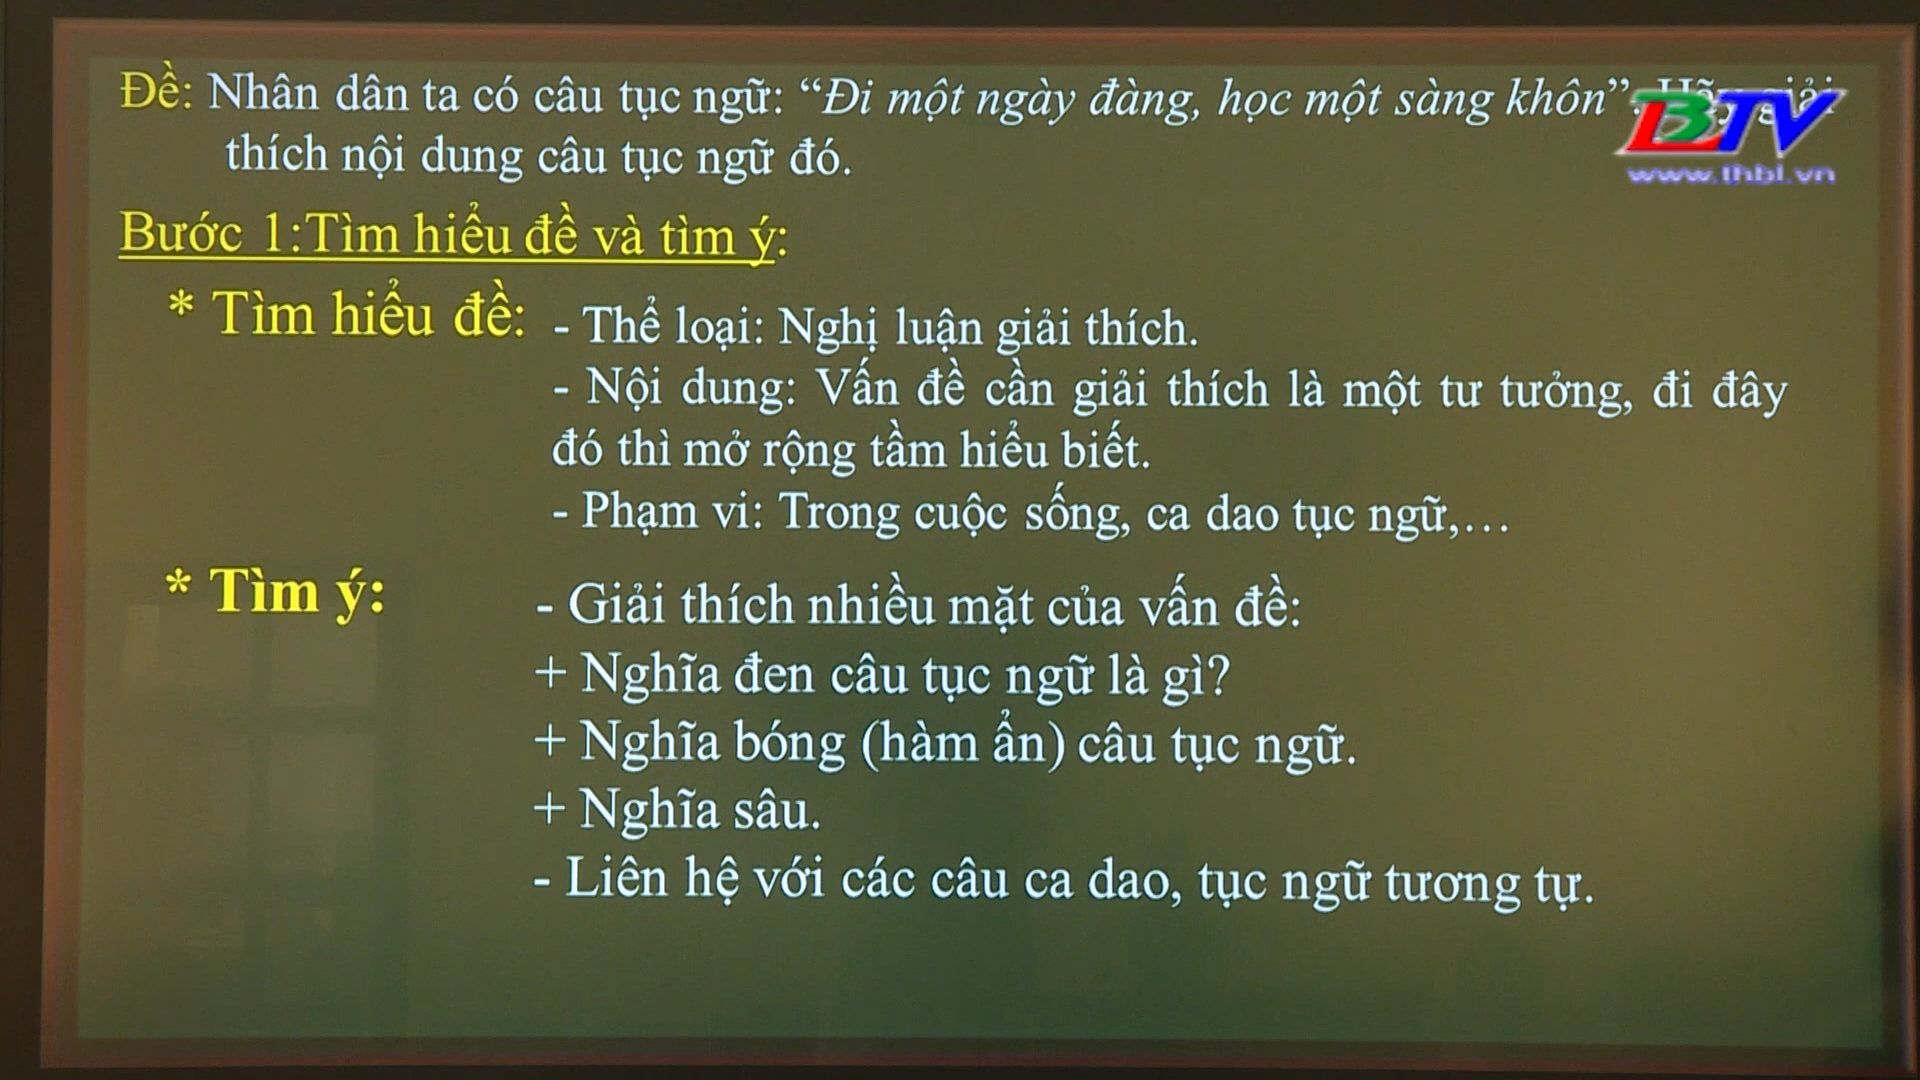 Đề: Nhân dân ta có câu tục ngữ: “Đi một ngày đàng, học một sàng khôn”. Hãy giải
thích nội dung câu tục ngữ đó.
BTV
www.thbl.vn
Bước 1:Tìm hiểu đề và tìm ý:
* Tìm hiểu đề: - Thể loại: Nghị luận giải thích.
- Nội dung: Vấn đề cần giải thích là một tư tưởng, đi đây
đó thì mở rộng tầm hiểu biết.
- Phạm vi: Trong cuộc sống, ca dao tục ngữ,…
* Tìm ý: - Giải thích nhiều mặt của vấn đề:
+ Nghĩa đen câu tục ngữ là gì?
+ Nghĩa bóng (hàm ẩn) câu tục ngữ.
+ Nghĩa sâu.
- Liên hệ với các câu ca dao, tục ngữ tương tự.